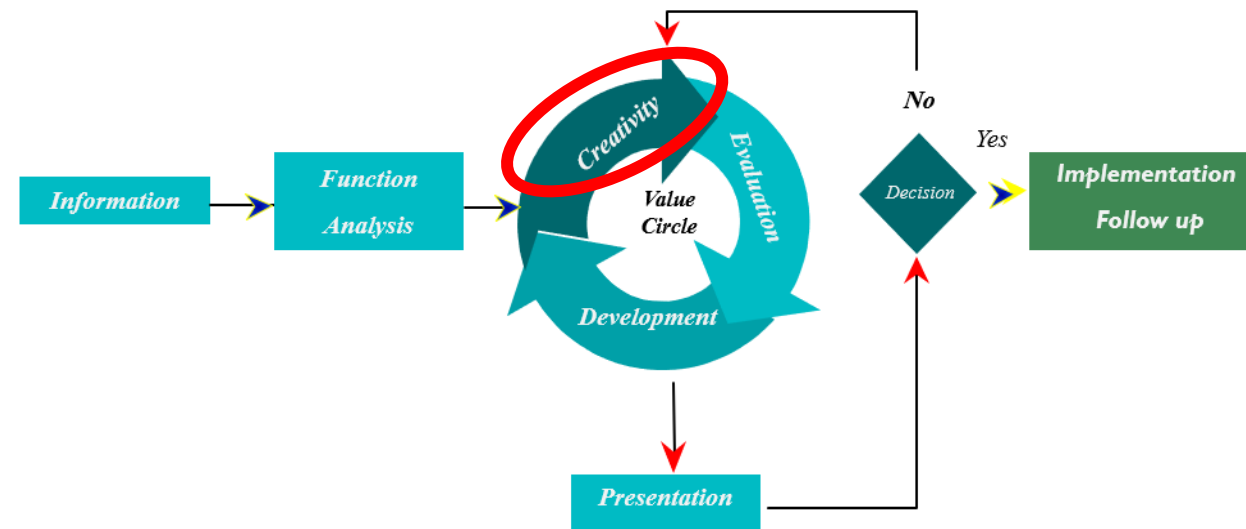 Information
Function
Analysis
Creativity
Evaluation
Development
Value
Circle
Presentation
Decision
No
Yes
Implementation
Follow up